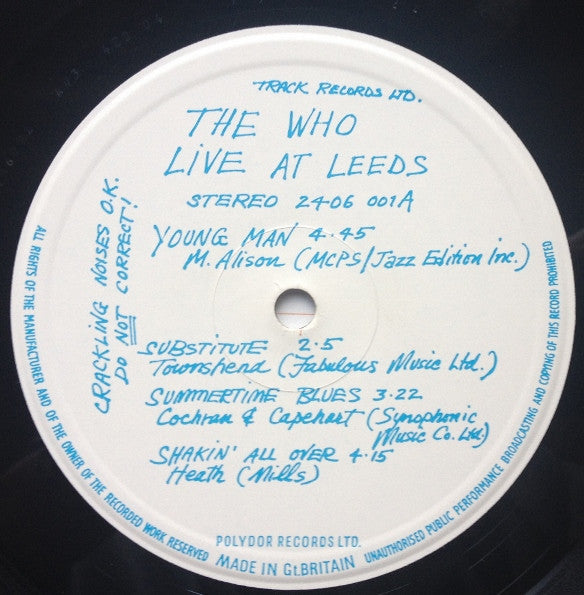 TRACK RECORDS LTD.
THE WHO
LIVE AT LEEDS
STEREO 2406 001A
CRACKLING NOISES O.K.
DO NOT CORRECT!
YOUNG MAN 4.45
M. Alison (MCPS/Jazz Edition Inc.)
SUBSTITUTE 2.5
Townshend (Fabulous Music Ltd.)
SUMMERTIME BLUES 3.22
Cochran & Capehart (Synophonic
Music Co. Ltd)
SHAKIN' ALL OVER 4.15
Heath (Mills)
POLYDOR RECORDS LTD.
ALL RIGHTS OF THE MANUFACTURER AND OF THE OWNER OF THE RECORDED WORK RESERVED MADE IN Gt.BRITAIN UNAUTHORISED PUBLIC PERFORMANCE BROADCASTING AND COPYING OF THIS RECORD PROHIBITED